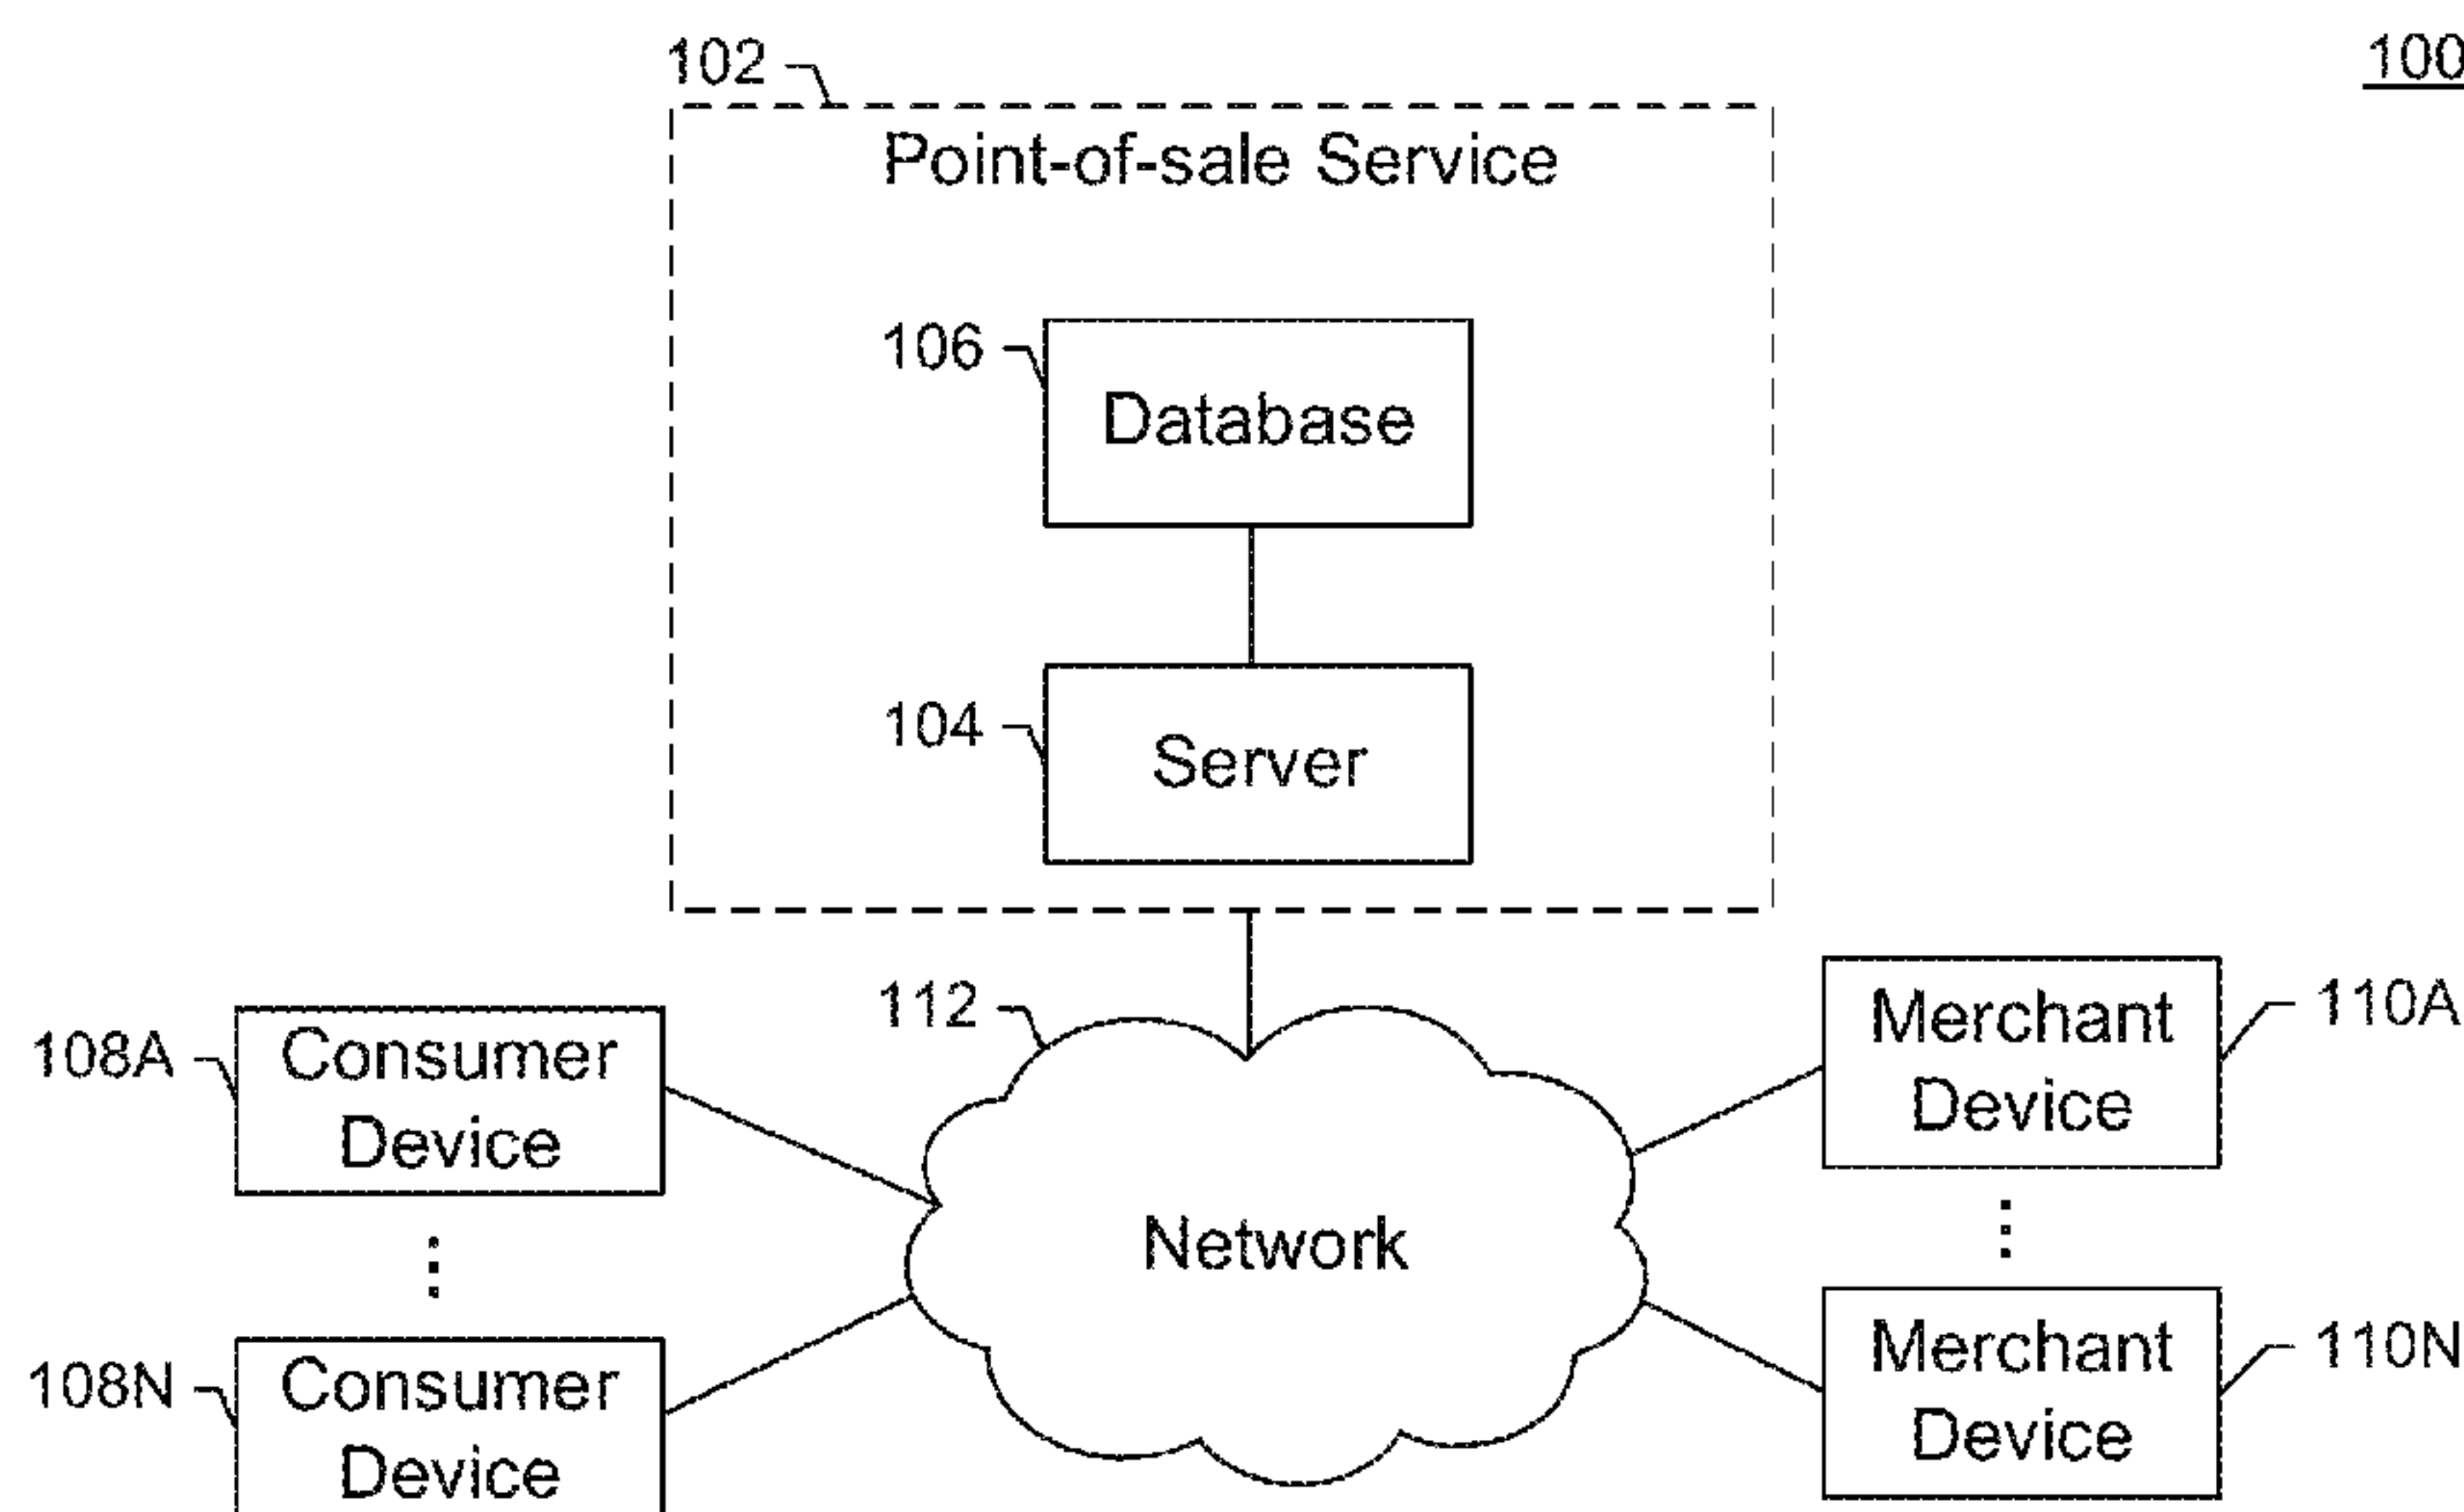 102
100
Point-of-sale Service
106
Database
104
Server
112
108A
Consumer
Device
Merchant
Device
110A
Network
108N
Consumer
Device
Merchant
Device
110N